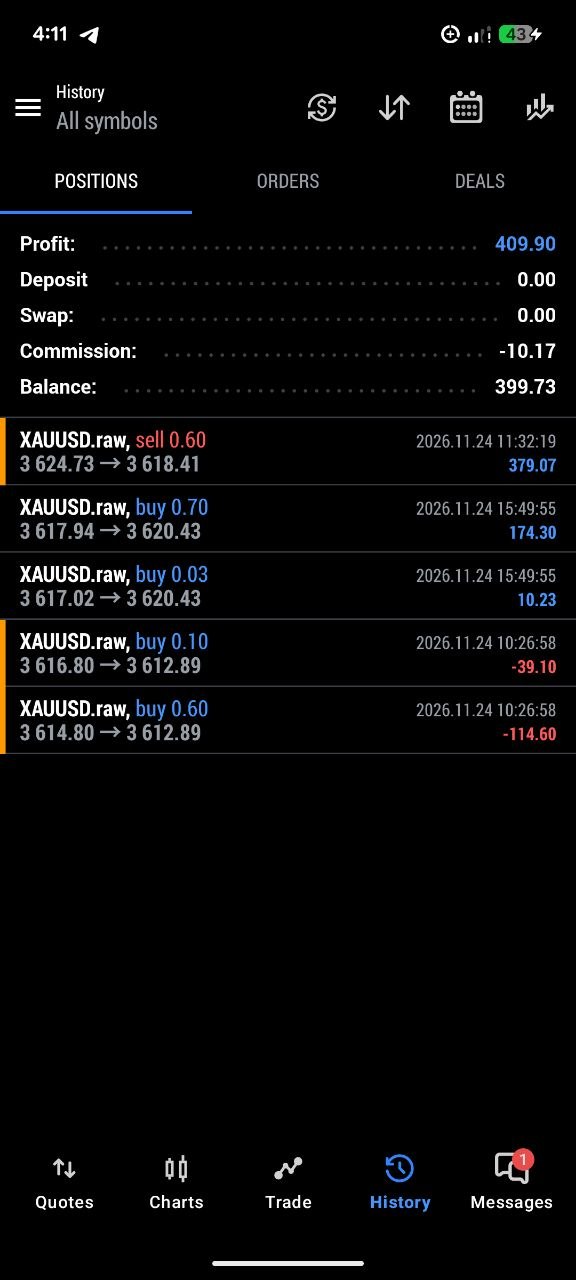 4:11
43
History
All symbols
POSITIONS ORDERS DEALS
Profit: 409.90
Deposit 0.00
Swap: 0.00
Commission: -10.17
Balance: 399.73
XAUUSD.raw, sell 0.60 2026.11.24 11:32:19
3 624.73 → 3 618.41 379.07
XAUUSD.raw, buy 0.70 2026.11.24 15:49:55
3 617.94 → 3 620.43 174.30
XAUUSD.raw, buy 0.03 2026.11.24 15:49:55
3 617.02 → 3 620.43 10.23
XAUUSD.raw, buy 0.10 2026.11.24 10:26:58
3 616.80 → 3 612.89 -39.10
XAUUSD.raw, buy 0.60 2026.11.24 10:26:58
3 614.80 → 3 612.89 -114.60
1
Quotes Charts Trade History Messages